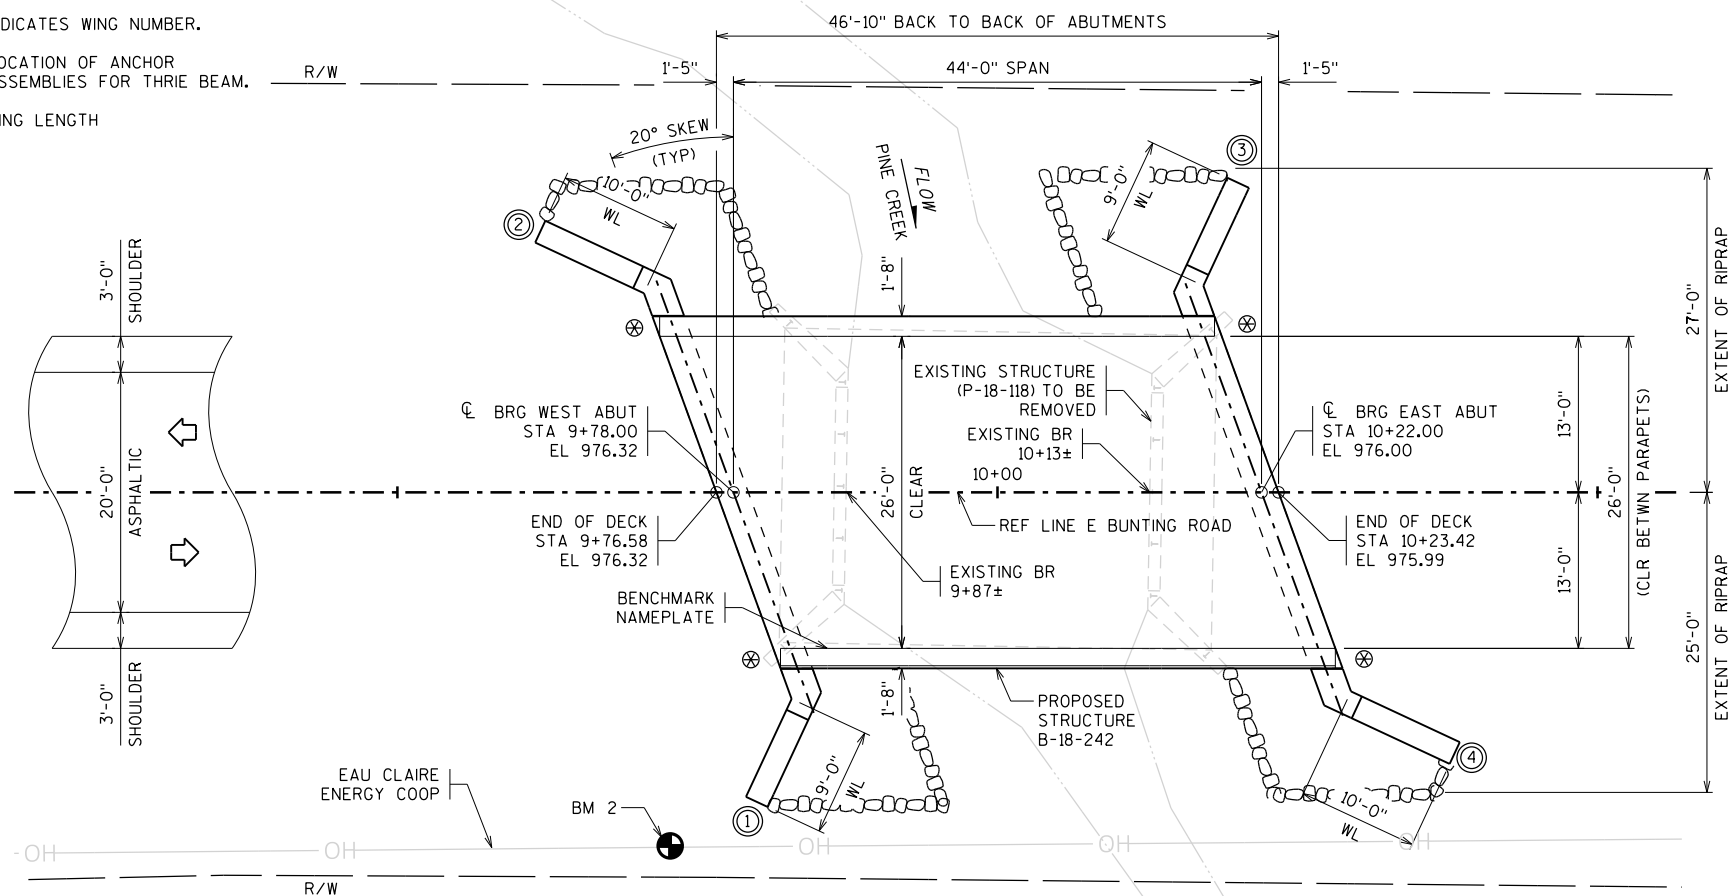 DICATES WING NUMBER.
OCATION OF ANCHOR
SSEMBLIES FOR THRIE BEAM.
ING LENGTH
R/W
46'-10" BACK TO BACK OF ABUTMENTS
1'-5"
44'-0" SPAN
1'-5"
20° SKEW
(TYP)
10'-0"
WL
2
PINE CREEK
FLOW
9'-0"
WL
3
1'-8"
3'-0"
SHOULDER
20'-0"
ASPHALTIC
3'-0"
SHOULDER
℄ BRG WEST ABUT
STA 9+78.00
EL 976.32
END OF DECK
STA 9+76.58
EL 976.32
BENCHMARK
NAMEPLATE
26'-0"
CLEAR
EXISTING STRUCTURE
(P-18-118) TO BE
REMOVED
EXISTING BR
10+13±
10+00
REF LINE E BUNTING ROAD
EXISTING BR
9+87±
℄ BRG EAST ABUT
STA 10+22.00
EL 976.00
END OF DECK
STA 10+23.42
EL 975.99
13'-0"
13'-0"
26'-0"
(CLR BETWN PARAPETS)
27'-0"
EXTENT OF RIPRAP
25'-0"
EXTENT OF RIPRAP
1'-8"
PROPOSED
STRUCTURE
B-18-242
9'-0"
WL
1
10'-0"
WL
4
EAU CLAIRE
ENERGY COOP
BM 2
OH
OH
OH
OH
OH
R/W